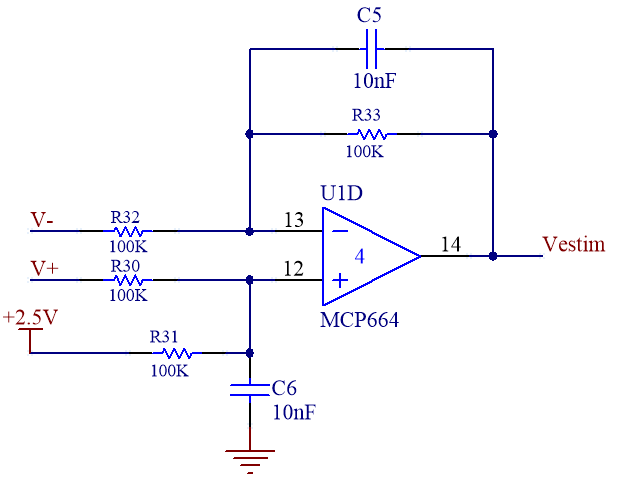 C5
10nF
R33
100K
U1D
V- R32 13 −
100K
14 Vestim
V+ R30 12 + 4
100K
MCP664
+2.5V
R31
100K
C6
10nF